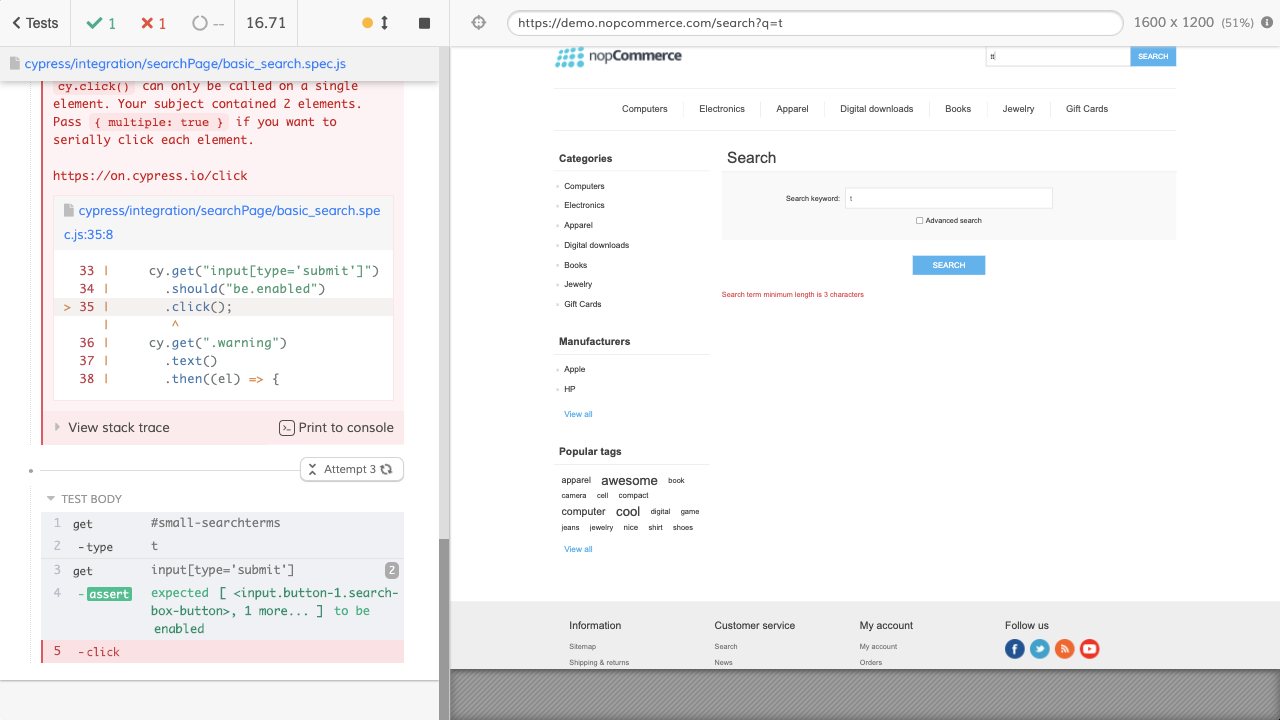 Tests
1
1
--
16.71
https://demo.nopcommerce.com/search?q=t
1600 x 1200 (51%)
cypress/integration/searchPage/basic_search.spec.js
cy.click() can only be called on a single
element. Your subject contained 2 elements.
Pass { multiple: true } if you want to
serially click each element.
https://on.cypress.io/click
cypress/integration/searchPage/basic_search.spe
c.js:35:8
33 | cy.get("input[type='submit']")
34 | .should("be.enabled")
> 35 | .click();
| ^
36 | cy.get(".warning")
37 | .text()
38 | .then((el) => {
View stack trace
Print to console
Attempt 3
TEST BODY
1 get #small-searchterms
2 -type t
3 get input[type='submit'] 2
4 -assert expected [ <input.button-1.search-
box-button>, 1 more... ] to be
enabled
5 -click
nopCommerce
tt
SEARCH
Computers
Electronics
Apparel
Digital downloads
Books
Jewelry
Gift Cards
Categories
Computers
Electronics
Apparel
Digital downloads
Books
Jewelry
Gift Cards
Manufacturers
Apple
HP
View all
Popular tags
apparel awesome book
camera cell compact
computer cool digital game
jeans jewelry nice shirt shoes
View all
Search
Search keyword: t
Advanced search
SEARCH
Search term minimum length is 3 characters
Information
Sitemap
Shipping & returns
Customer service
Search
News
My account
My account
Orders
Follow us